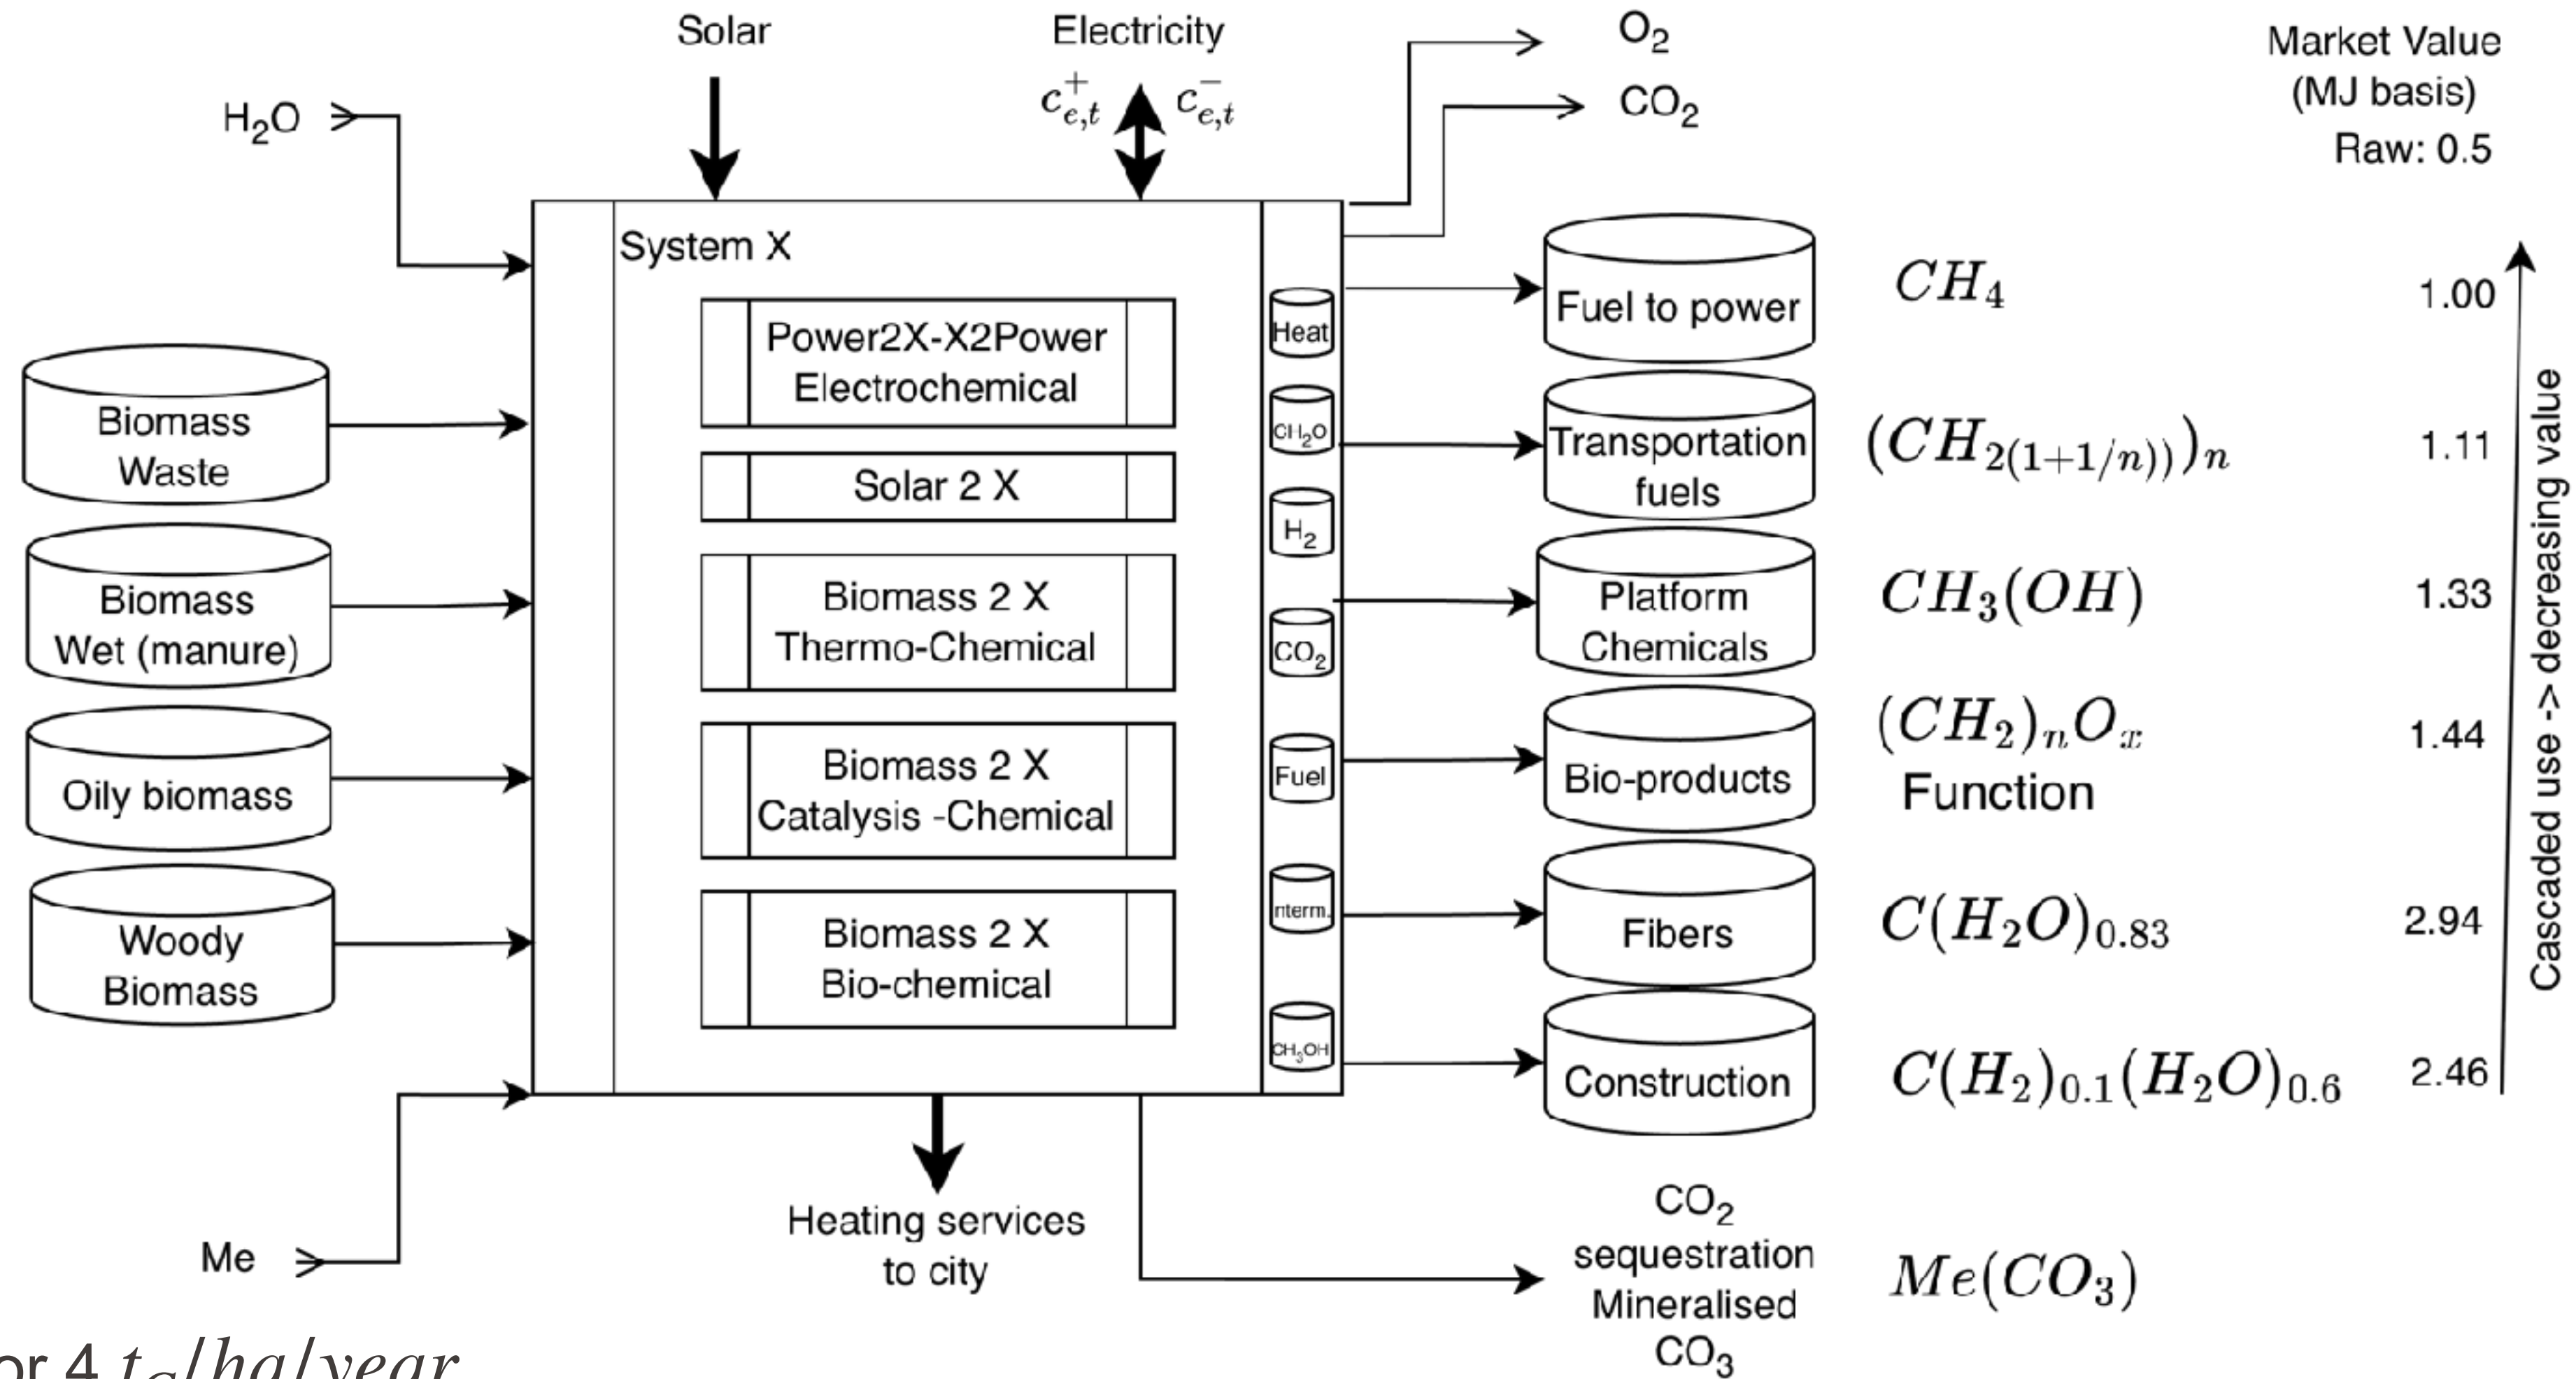 Solar
Electricity
c⁺e,t c⁻e,t
O2
CO2
Market Value
(MJ basis)
Raw: 0.5
H2O
System X
Power2X-X2Power
Electrochemical
Solar 2 X
Biomass 2 X
Thermo-Chemical
Biomass 2 X
Catalysis -Chemical
Biomass 2 X
Bio-chemical
Biomass
Waste
Biomass
Wet (manure)
Oily biomass
Woody
Biomass
Me
Heat
CH2O
H2
CO2
Fuel
nterm.
CH3OH
Fuel to power
CH4
1.00
Transportation
fuels
(CH2(1+1/n)))n
1.11
Platform
Chemicals
CH3(OH)
1.33
Bio-products
(CH2)nOx
Function
1.44
Fibers
C(H2O)0.83
2.94
Construction
C(H2)0.1(H2O)0.6
2.46
Cascaded use -> decreasing value
Heating services
to city
CO2
sequestration
Mineralised
CO3
Me(CO3)
or 4 tC/ha/year